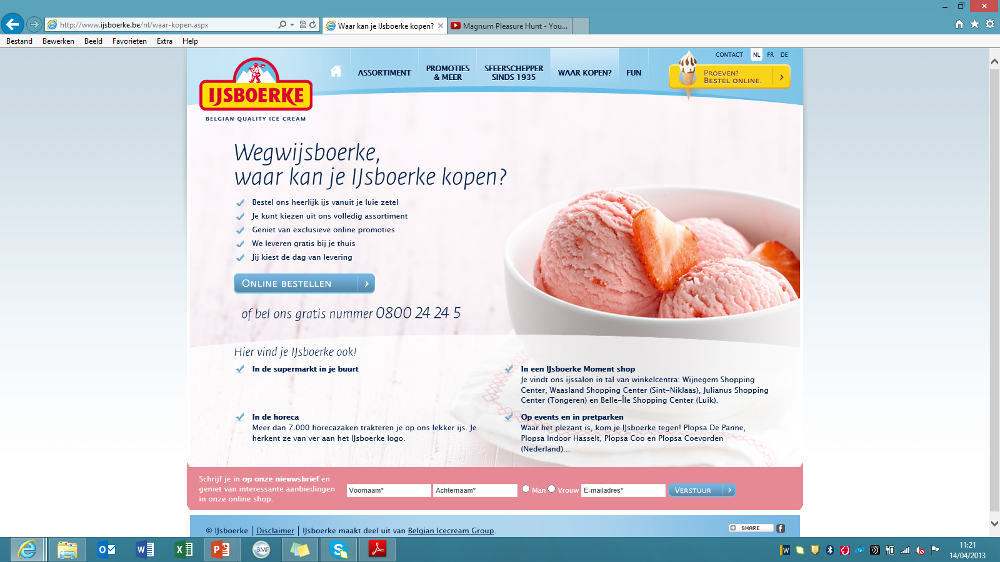 http://www.ijsboerke.be/nl/waar-kopen.aspx
Waar kan je IJsboerke kopen?
Magnum Pleasure Hunt - You...
Bestand Bewerken Beeld Favorieten Extra Help
CONTACT NL FR DE
ASSORTIMENT
PROMOTIES
& MEER
SFEERSCHEPPER
SINDS 1935
WAAR KOPEN?
FUN
PROEVEN?
BESTEL ONLINE.
IJSBOERKE
BELGIAN QUALITY ICE CREAM
Wegwijsboerke,
waar kan je IJsboerke kopen?
Bestel ons heerlijk ijs vanuit je luie zetel
Je kunt kiezen uit ons volledig assortiment
Geniet van exclusieve online promoties
We leveren gratis bij je thuis
Jij kiest de dag van levering
ONLINE BESTELLEN
of bel ons gratis nummer 0800 24 24 5
Hier vind je IJsboerke ook!
In de supermarkt in je buurt
In een IJsboerke Moment shop
Je vindt ons ijssalon in tal van winkelcentra: Wijnegem Shopping
Center, Waasland Shopping Center (Sint-Niklaas), Julianus Shopping
Center (Tongeren) en Belle-Île Shopping Center (Luik).
In de horeca
Meer dan 7.000 horecazaken trakteren je op ons lekker ijs. Je
herkent ze van ver aan het IJsboerke logo.
Op events en in pretparken
Waar het plezant is, kom je IJsboerke tegen! Plopsa De Panne,
Plopsa Indoor Hasselt, Plopsa Coo en Plopsa Coevorden
(Nederland)...
Schrijf je in op onze nieuwsbrief en
geniet van interessante aanbiedingen
in onze online shop.
Voornaam* Achternaam* Man Vrouw E-mailadres* VERSTUUR
© IJsboerke | Disclaimer | IJsboerke maakt deel uit van Belgian Icecream Group.
SHARE
BMF
11:21
14/04/2013